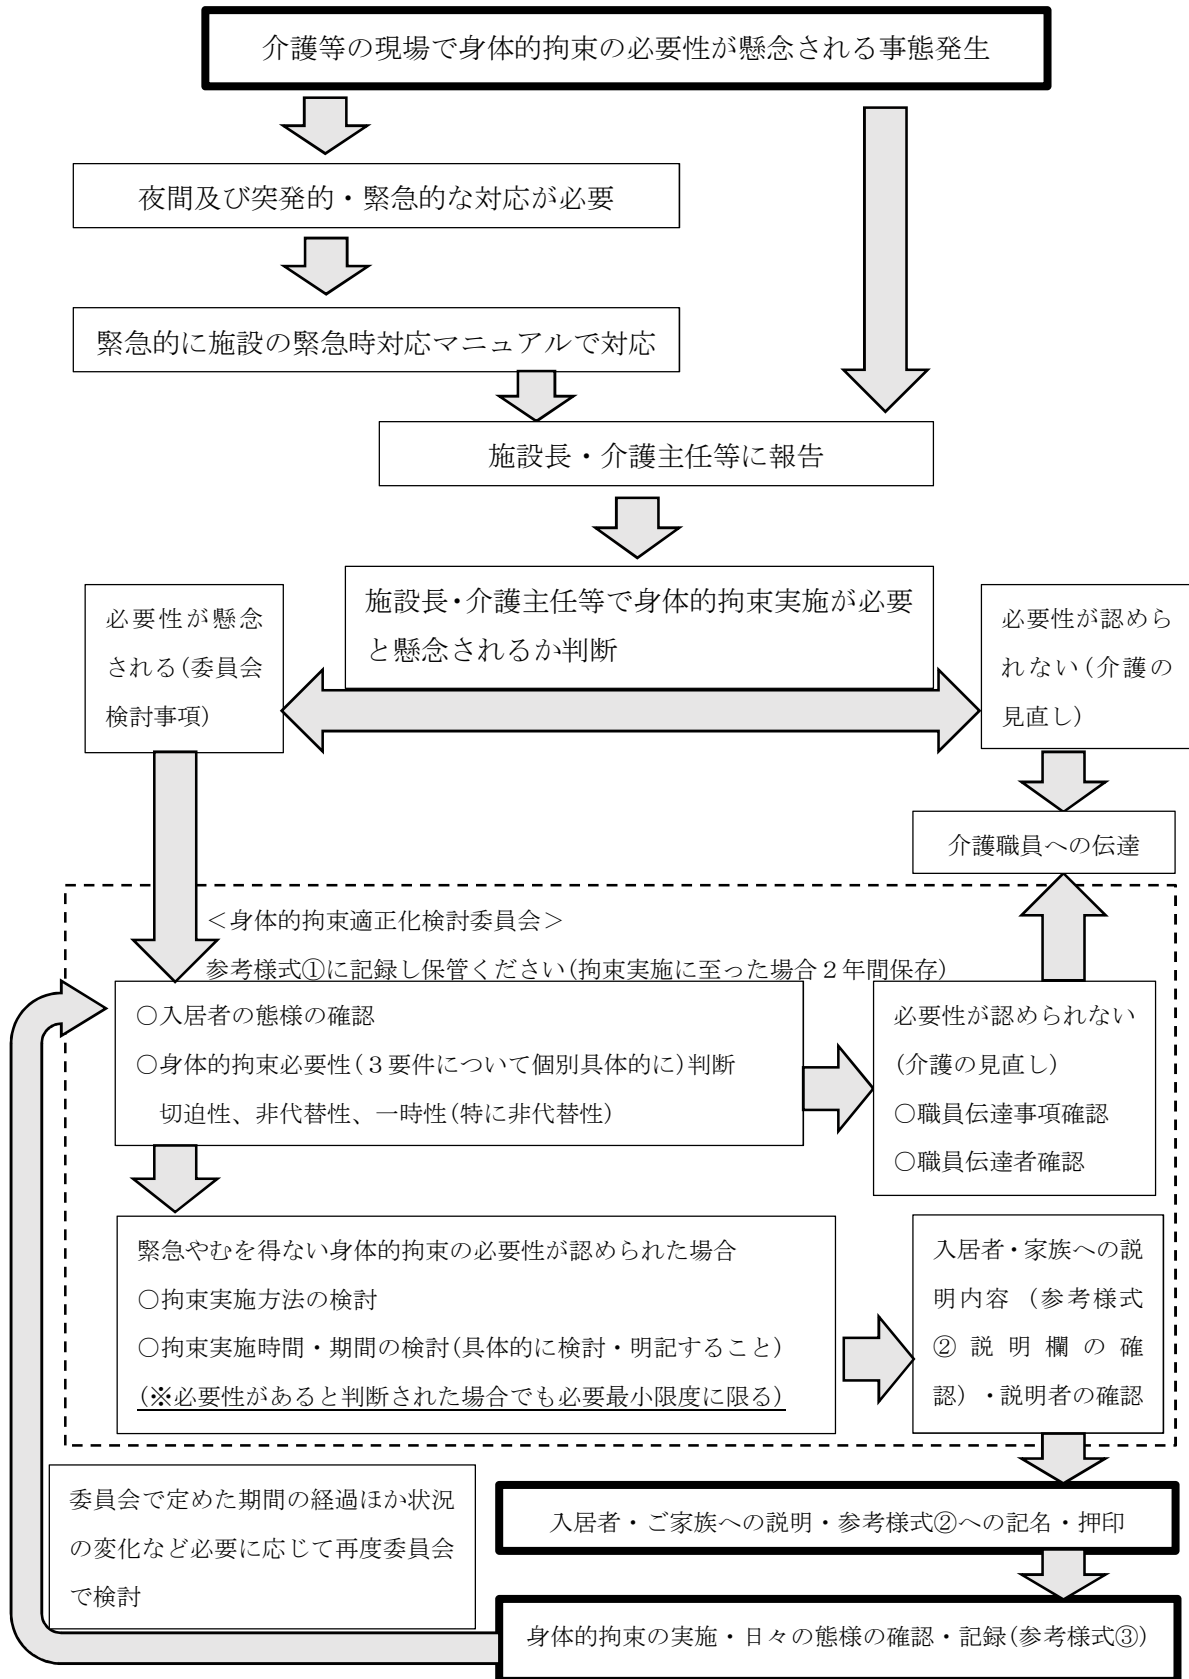 介護等の現場で身体的拘束の必要性が懸念される事態発生
夜間及び突発的・緊急的な対応が必要
緊急的に施設の緊急時対応マニュアルで対応
施設長・介護主任等に報告
施設長・介護主任等で身体的拘束実施が必要
と懸念されるか判断
必要性が懸念
される(委員会
検討事項)
必要性が認めら
れない(介護の
見直し)
介護職員への伝達
＜身体的拘束適正化検討委員会＞
参考様式①に記録し保管ください(拘束実施に至った場合２年間保存)
○入居者の態様の確認
○身体的拘束必要性(３要件について個別具体的に)判断
切迫性、非代替性、一時性(特に非代替性)
必要性が認められない
(介護の見直し)
○職員伝達事項確認
○職員伝達者確認
緊急やむを得ない身体的拘束の必要性が認められた場合
○拘束実施方法の検討
○拘束実施時間・期間の検討(具体的に検討・明記すること)
(※必要性があると判断された場合でも必要最小限度に限る)
入居者・家族への説
明内容（参考様式
②説明欄の確
認）・説明者の確認
委員会で定めた期間の経過ほか状況
の変化など必要に応じて再度委員会
で検討
入居者・ご家族への説明・参考様式②への記名・押印
身体的拘束の実施・日々の態様の確認・記録(参考様式③)